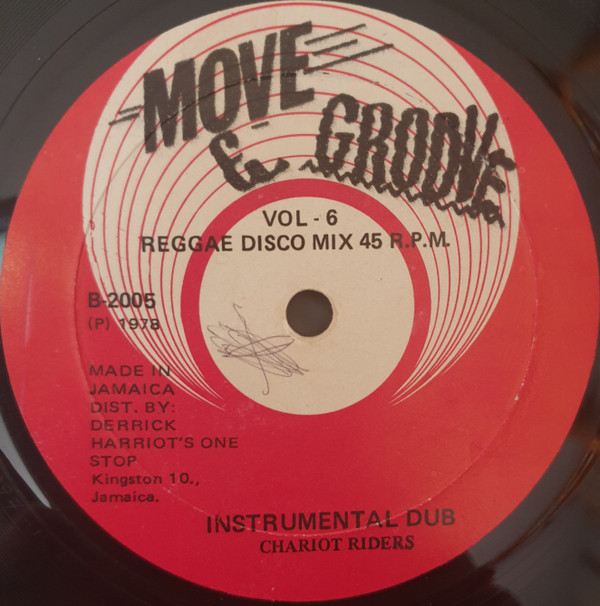 MOVE
& GROOVE
VOL - 6
REGGAE DISCO MIX 45 R.P.M.
B-2005
(P) 1978
MADE IN
JAMAICA
DIST. BY:
DERRICK
HARRIOT'S ONE
STOP
Kingston 10.,
Jamaica.
INSTRUMENTAL DUB
CHARIOT RIDERS